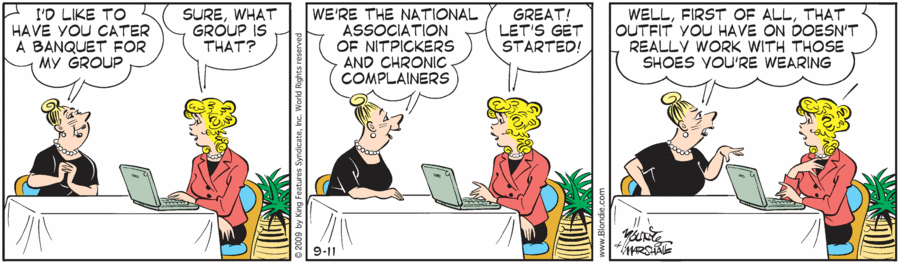 I'D LIKE TO
HAVE YOU CATER
A BANQUET FOR
MY GROUP
SURE, WHAT
GROUP IS
THAT?
© 2009 by King Features Syndicate, Inc. World Rights reserved
WE'RE THE NATIONAL
ASSOCIATION
OF NITPICKERS
AND CHRONIC
COMPLAINERS
GREAT!
LET'S GET
STARTED!
9-11
WELL, FIRST OF ALL, THAT
OUTFIT YOU HAVE ON DOESN'T
REALLY WORK WITH THOSE
SHOES YOU'RE WEARING
www.Blondie.com
YOUNG
+
MARSHALL